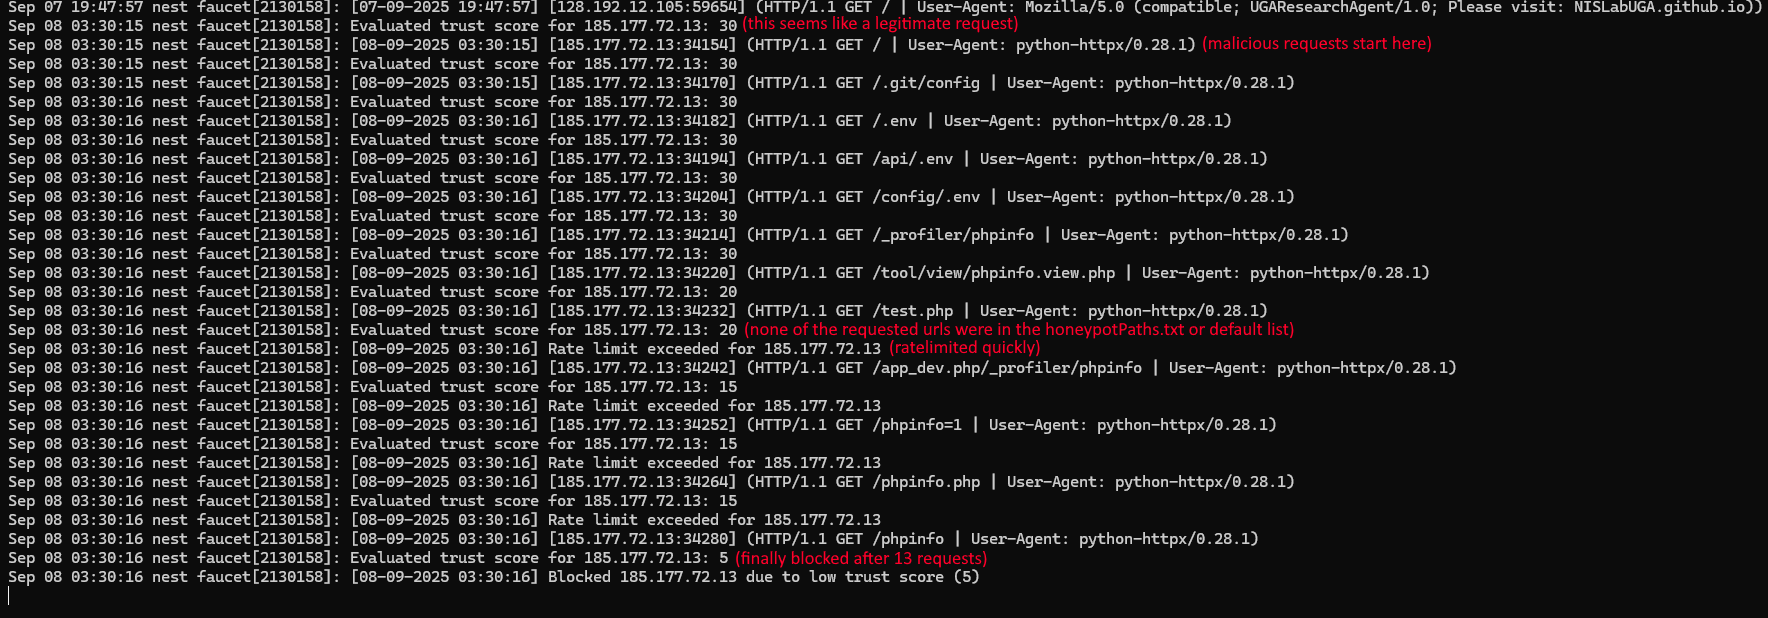 Sep 07 19:47:57 nest faucet[2130158]: [07-09-2025 19:47:57] [128.192.12.105:59654] (HTTP/1.1 GET / | User-Agent: Mozilla/5.0 (compatible; UGAResearchAgent/1.0; Please visit: NISLabUGA.github.io))
Sep 08 03:30:15 nest faucet[2130158]: Evaluated trust score for 185.177.72.13: 30 (this seems like a legitimate request)
Sep 08 03:30:15 nest faucet[2130158]: [08-09-2025 03:30:15] [185.177.72.13:34154] (HTTP/1.1 GET / | User-Agent: python-httpx/0.28.1) (malicious requests start here)
Sep 08 03:30:15 nest faucet[2130158]: Evaluated trust score for 185.177.72.13: 30
Sep 08 03:30:15 nest faucet[2130158]: [08-09-2025 03:30:15] [185.177.72.13:34170] (HTTP/1.1 GET /.git/config | User-Agent: python-httpx/0.28.1)
Sep 08 03:30:16 nest faucet[2130158]: Evaluated trust score for 185.177.72.13: 30
Sep 08 03:30:16 nest faucet[2130158]: [08-09-2025 03:30:16] [185.177.72.13:34182] (HTTP/1.1 GET /.env | User-Agent: python-httpx/0.28.1)
Sep 08 03:30:16 nest faucet[2130158]: Evaluated trust score for 185.177.72.13: 30
Sep 08 03:30:16 nest faucet[2130158]: [08-09-2025 03:30:16] [185.177.72.13:34194] (HTTP/1.1 GET /api/.env | User-Agent: python-httpx/0.28.1)
Sep 08 03:30:16 nest faucet[2130158]: Evaluated trust score for 185.177.72.13: 30
Sep 08 03:30:16 nest faucet[2130158]: [08-09-2025 03:30:16] [185.177.72.13:34204] (HTTP/1.1 GET /config/.env | User-Agent: python-httpx/0.28.1)
Sep 08 03:30:16 nest faucet[2130158]: Evaluated trust score for 185.177.72.13: 30
Sep 08 03:30:16 nest faucet[2130158]: [08-09-2025 03:30:16] [185.177.72.13:34214] (HTTP/1.1 GET /_profiler/phpinfo | User-Agent: python-httpx/0.28.1)
Sep 08 03:30:16 nest faucet[2130158]: Evaluated trust score for 185.177.72.13: 30
Sep 08 03:30:16 nest faucet[2130158]: [08-09-2025 03:30:16] [185.177.72.13:34220] (HTTP/1.1 GET /tool/view/phpinfo.view.php | User-Agent: python-httpx/0.28.1)
Sep 08 03:30:16 nest faucet[2130158]: Evaluated trust score for 185.177.72.13: 20
Sep 08 03:30:16 nest faucet[2130158]: [08-09-2025 03:30:16] [185.177.72.13:34232] (HTTP/1.1 GET /test.php | User-Agent: python-httpx/0.28.1)
Sep 08 03:30:16 nest faucet[2130158]: Evaluated trust score for 185.177.72.13: 20 (none of the requested urls were in the honeypotPaths.txt or default list)
Sep 08 03:30:16 nest faucet[2130158]: [08-09-2025 03:30:16] Rate limit exceeded for 185.177.72.13 (ratelimited quickly)
Sep 08 03:30:16 nest faucet[2130158]: [08-09-2025 03:30:16] [185.177.72.13:34242] (HTTP/1.1 GET /app_dev.php/_profiler/phpinfo | User-Agent: python-httpx/0.28.1)
Sep 08 03:30:16 nest faucet[2130158]: Evaluated trust score for 185.177.72.13: 15
Sep 08 03:30:16 nest faucet[2130158]: [08-09-2025 03:30:16] Rate limit exceeded for 185.177.72.13
Sep 08 03:30:16 nest faucet[2130158]: [08-09-2025 03:30:16] [185.177.72.13:34252] (HTTP/1.1 GET /phpinfo=1 | User-Agent: python-httpx/0.28.1)
Sep 08 03:30:16 nest faucet[2130158]: Evaluated trust score for 185.177.72.13: 15
Sep 08 03:30:16 nest faucet[2130158]: [08-09-2025 03:30:16] Rate limit exceeded for 185.177.72.13
Sep 08 03:30:16 nest faucet[2130158]: [08-09-2025 03:30:16] [185.177.72.13:34264] (HTTP/1.1 GET /phpinfo.php | User-Agent: python-httpx/0.28.1)
Sep 08 03:30:16 nest faucet[2130158]: Evaluated trust score for 185.177.72.13: 15
Sep 08 03:30:16 nest faucet[2130158]: [08-09-2025 03:30:16] Rate limit exceeded for 185.177.72.13
Sep 08 03:30:16 nest faucet[2130158]: [08-09-2025 03:30:16] [185.177.72.13:34280] (HTTP/1.1 GET /phpinfo | User-Agent: python-httpx/0.28.1)
Sep 08 03:30:16 nest faucet[2130158]: Evaluated trust score for 185.177.72.13: 5 (finally blocked after 13 requests)
Sep 08 03:30:16 nest faucet[2130158]: [08-09-2025 03:30:16] Blocked 185.177.72.13 due to low trust score (5)